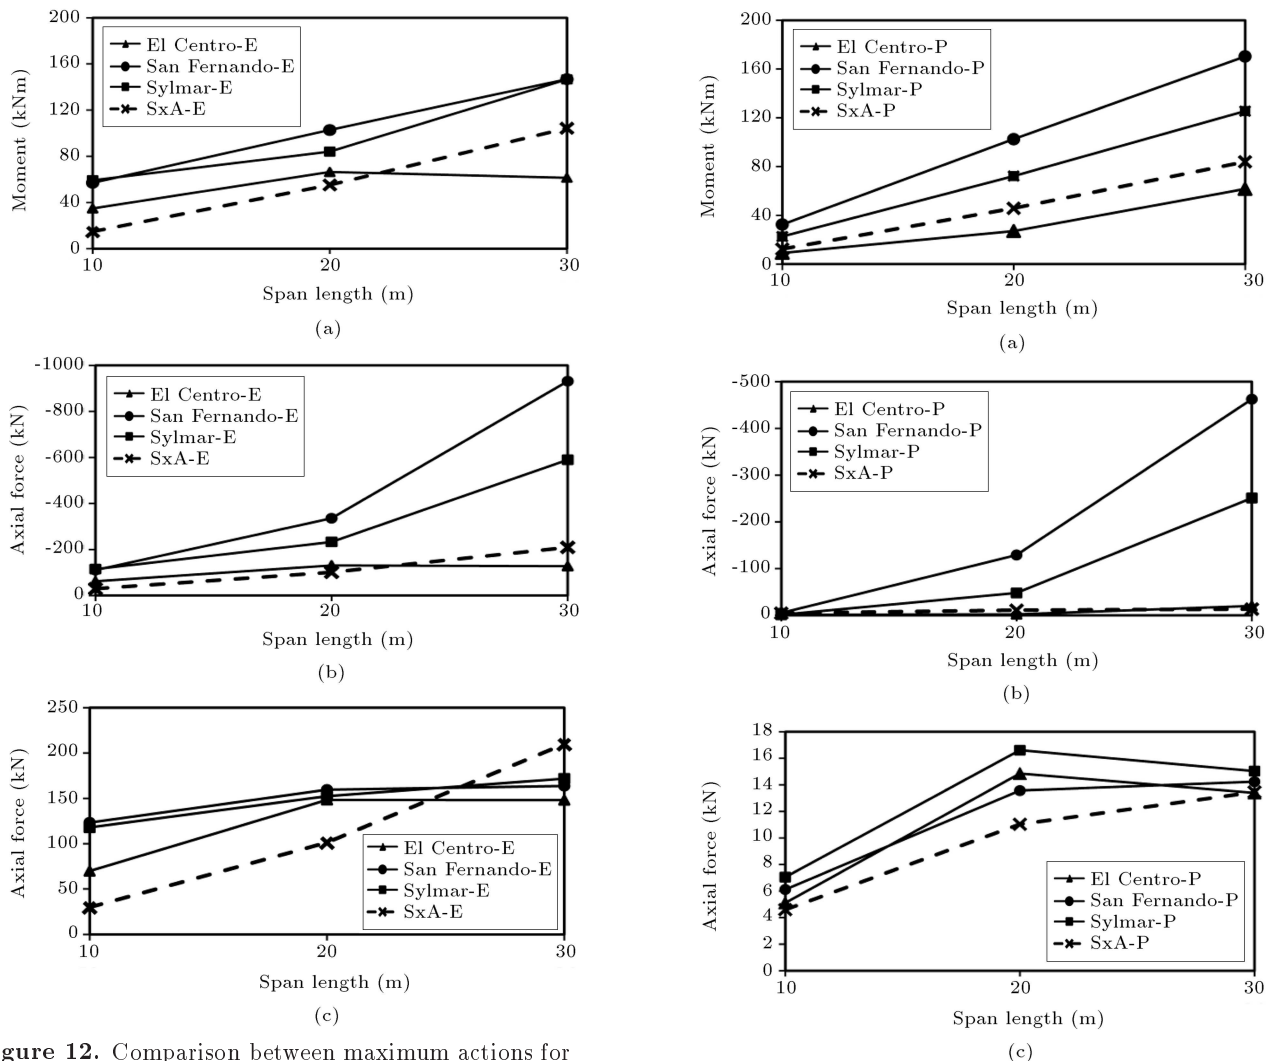 200
160
120
80
40
0
Moment (kNm)
El Centro-E
San Fernando-E
Sylmar-E
SxA-E
10 20 30
Span length (m)
(a)
-1000
-800
-600
-400
-200
0
Axial force (kN)
El Centro-E
San Fernando-E
Sylmar-E
SxA-E
10 20 30
Span length (m)
(b)
250
200
150
100
50
0
Axial force (kN)
El Centro-E
San Fernando-E
Sylmar-E
SxA-E
10 20 30
Span length (m)
(c)
gure 12. Comparison between maximum actions for
200
160
120
80
40
0
Moment (kNm)
El Centro-P
San Fernando-P
Sylmar-P
SxA-P
10 20 30
Span length (m)
(a)
-500
-400
-300
-200
-100
0
Axial force (kN)
El Centro-P
San Fernando-P
Sylmar-P
SxA-P
10 20 30
Span length (m)
(b)
18
16
14
12
10
8
6
4
2
0
Axial force (kN)
El Centro-P
San Fernando-P
Sylmar-P
SxA-P
10 20 30
Span length (m)
(c)